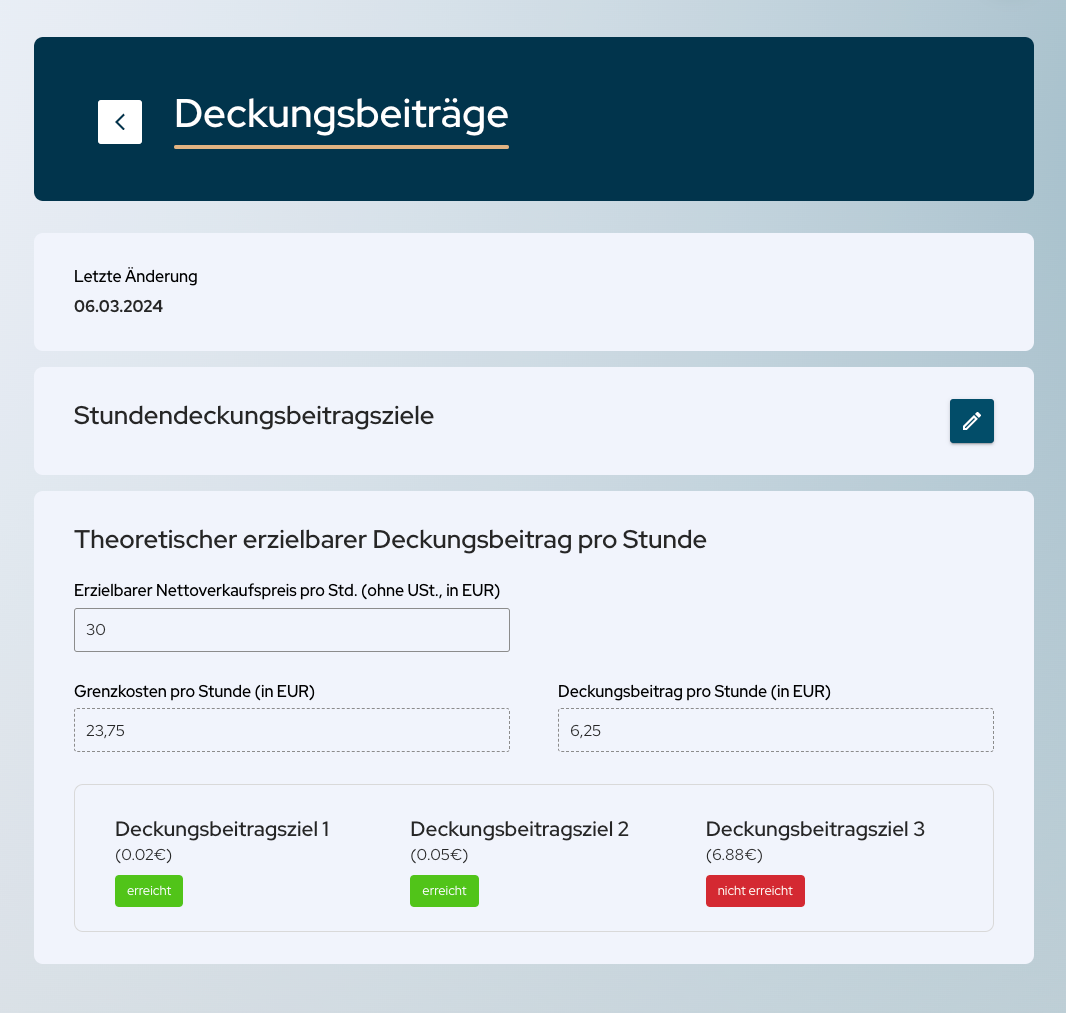 Deckungsbeiträge
Letzte Änderung
06.03.2024
Stundendeckungsbeitragsziele
Theoretischer erzielbarer Deckungsbeitrag pro Stunde
Erzielbarer Nettoverkaufspreis pro Std. (ohne USt., in EUR)
30
Grenzkosten pro Stunde (in EUR)
23,75
Deckungsbeitrag pro Stunde (in EUR)
6,25
Deckungsbeitragsziel 1
(0.02€)
erreicht
Deckungsbeitragsziel 2
(0.05€)
erreicht
Deckungsbeitragsziel 3
(6.88€)
nicht erreicht